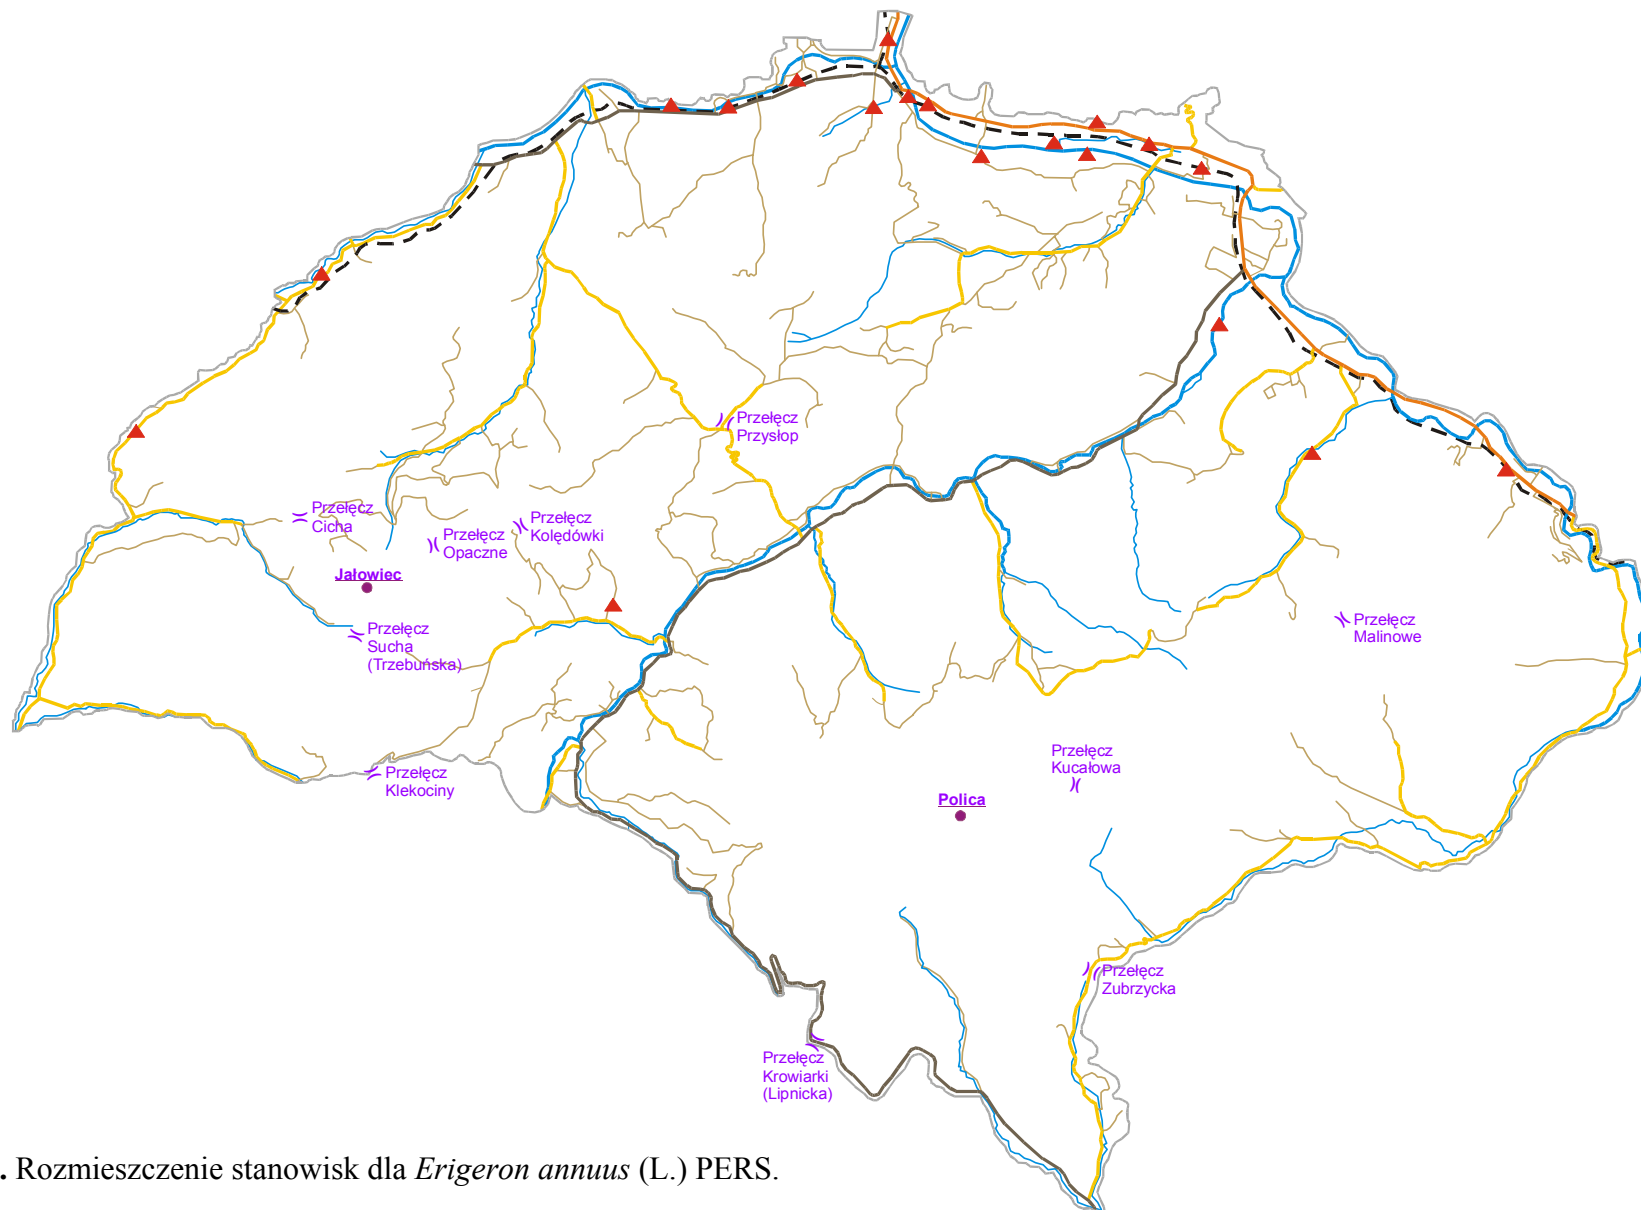 Przełęcz
Przysłop
Przełęcz
Cicha
Przełęcz
Kolędówki
Przełęcz
Opaczne
Jałowiec
Przełęcz
Sucha
(Trzebuńska)
Przełęcz
Malinowe
Przełęcz
Klekociny
Przełęcz
Kucałowa
Polica
Przełęcz
Zubrzycka
Przełęcz
Krowiarki
(Lipnicka)
. Rozmieszczenie stanowisk dla Erigeron annuus (L.) PERS.